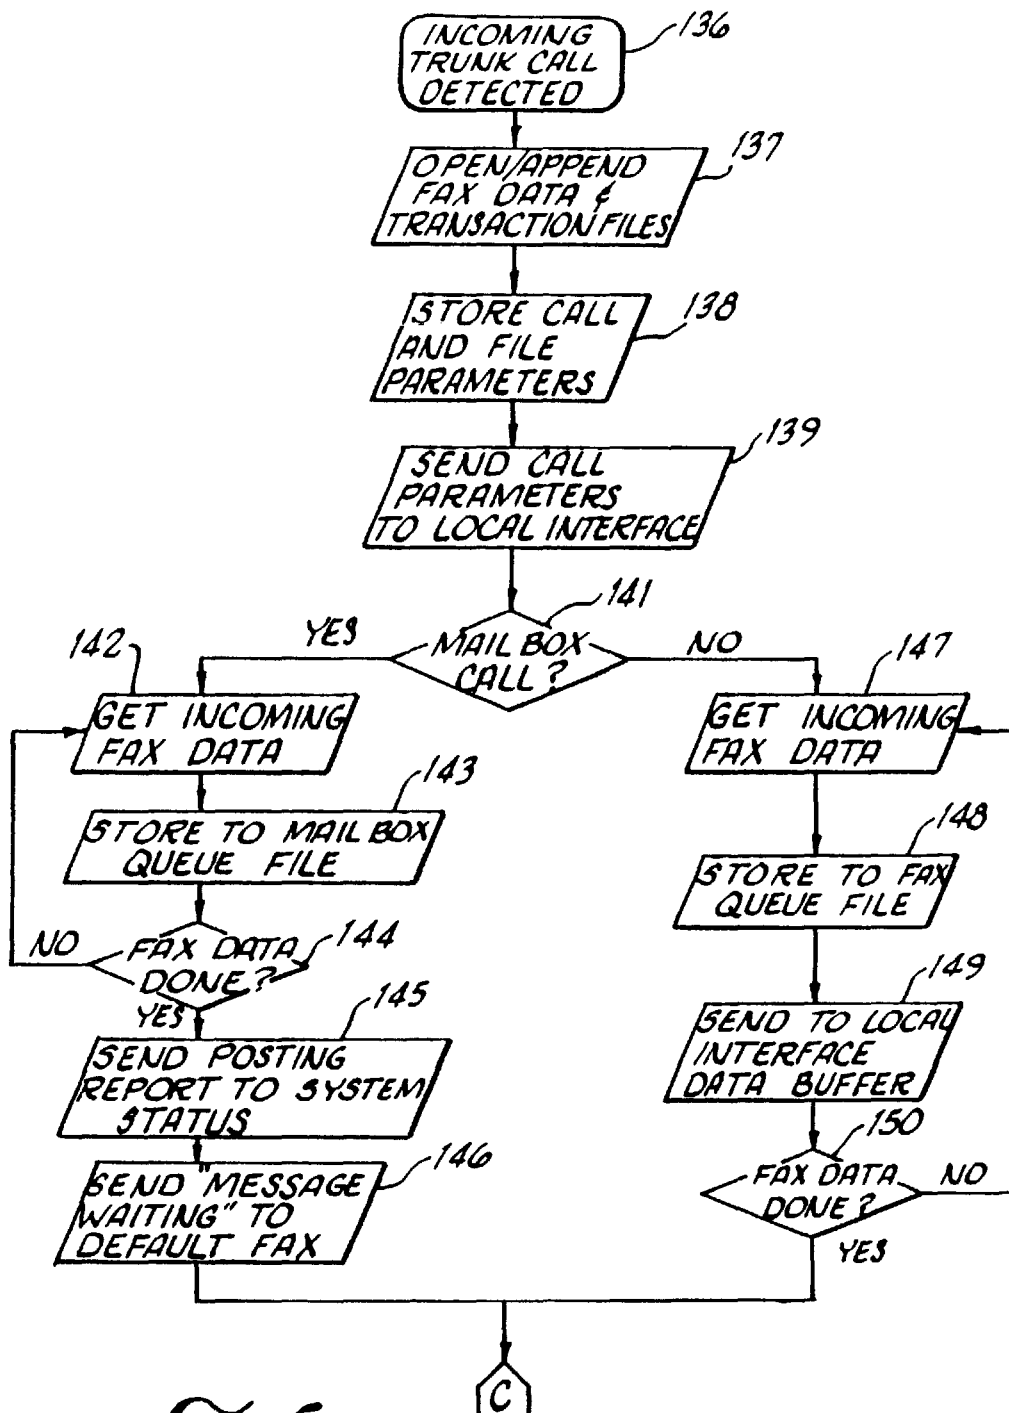 INCOMING
TRUNK CALL
DETECTED
136
OPEN/APPEND
FAX DATA &
TRANSACTION FILES
137
STORE CALL
AND FILE
PARAMETERS
138
SEND CALL
PARAMETERS
TO LOCAL INTERFACE
139
MAIL BOX
CALL?
141
YES
NO
142
GET INCOMING
FAX DATA
143
STORE TO MAIL BOX
QUEUE FILE
144
FAX DATA
DONE?
NO
YES
145
SEND POSTING
REPORT TO SYSTEM
STATUS
146
SEND "MESSAGE
WAITING" TO
DEFAULT FAX
147
GET INCOMING
FAX DATA
148
STORE TO FAX
QUEUE FILE
149
SEND TO LOCAL
INTERFACE
DATA BUFFER
150
FAX DATA
DONE?
NO
YES
C